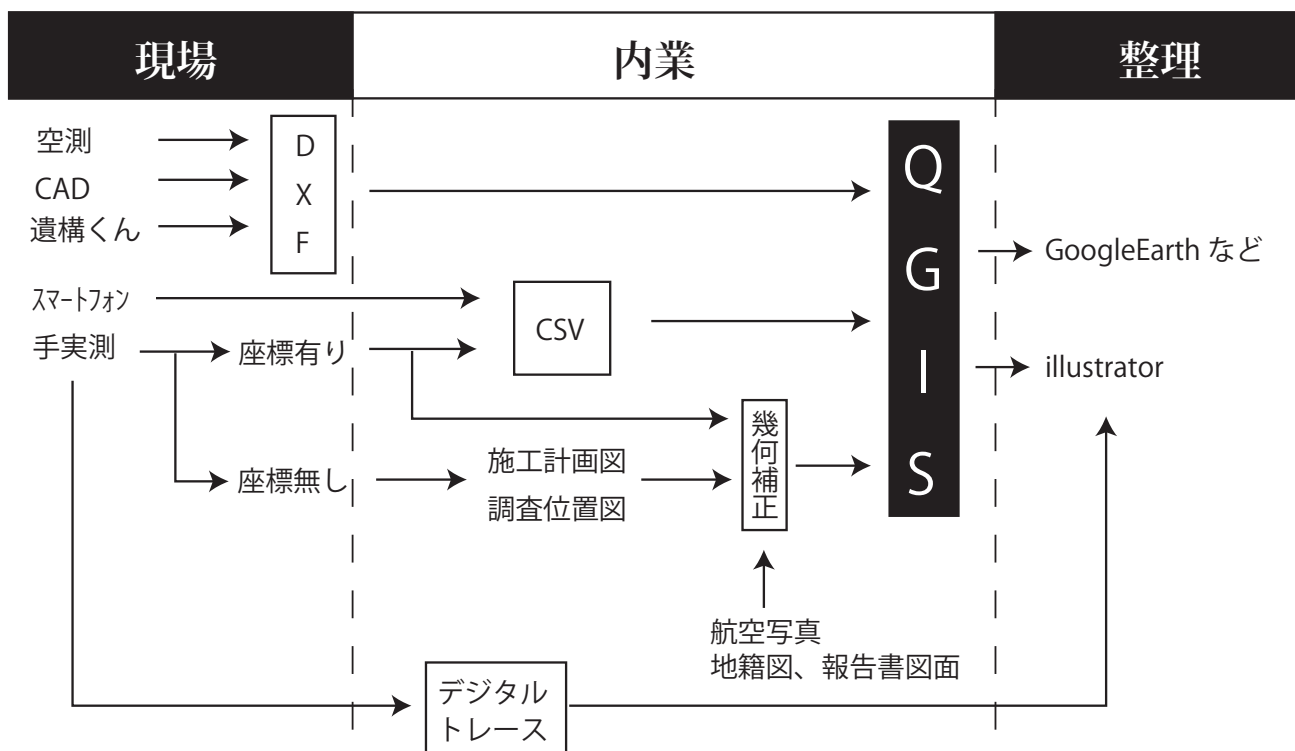 現場
内業
整理
空測
CAD
遺構くん
スマートフォン
手実測
DXF
座標有り
座標無し
CSV
施工計画図
調査位置図
幾何補正
航空写真
地籍図、報告書図面
デジタル
トレース
QGIS
GoogleEarth など
illustrator